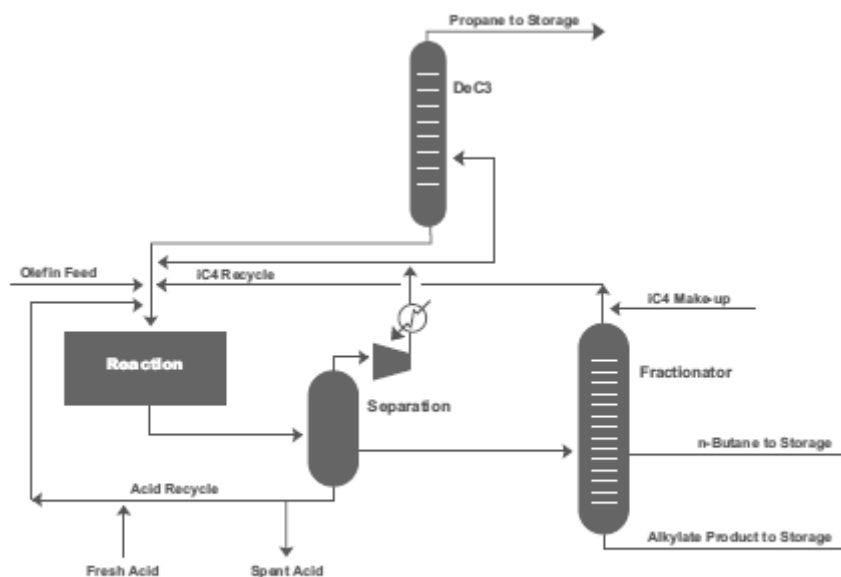 Propane to Storage
DeC3
Olefin Feed
iC4 Recycle
iC4 Make-up
Reaction
Separation
Fractionator
n-Butane to Storage
Acid Recycle
Alkylate Product to Storage
Fresh Acid
Spent Acid